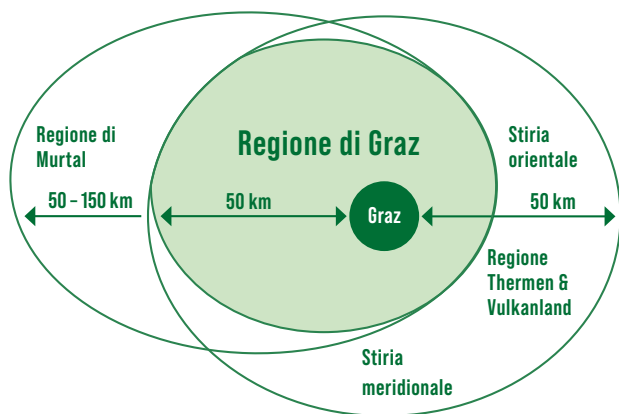 Regione di
Murtal
Regione di Graz
Stiria
orientale
50 – 150 km
50 km
Graz
50 km
Regione
Thermen &
Vulkanland
Stiria
meridionale